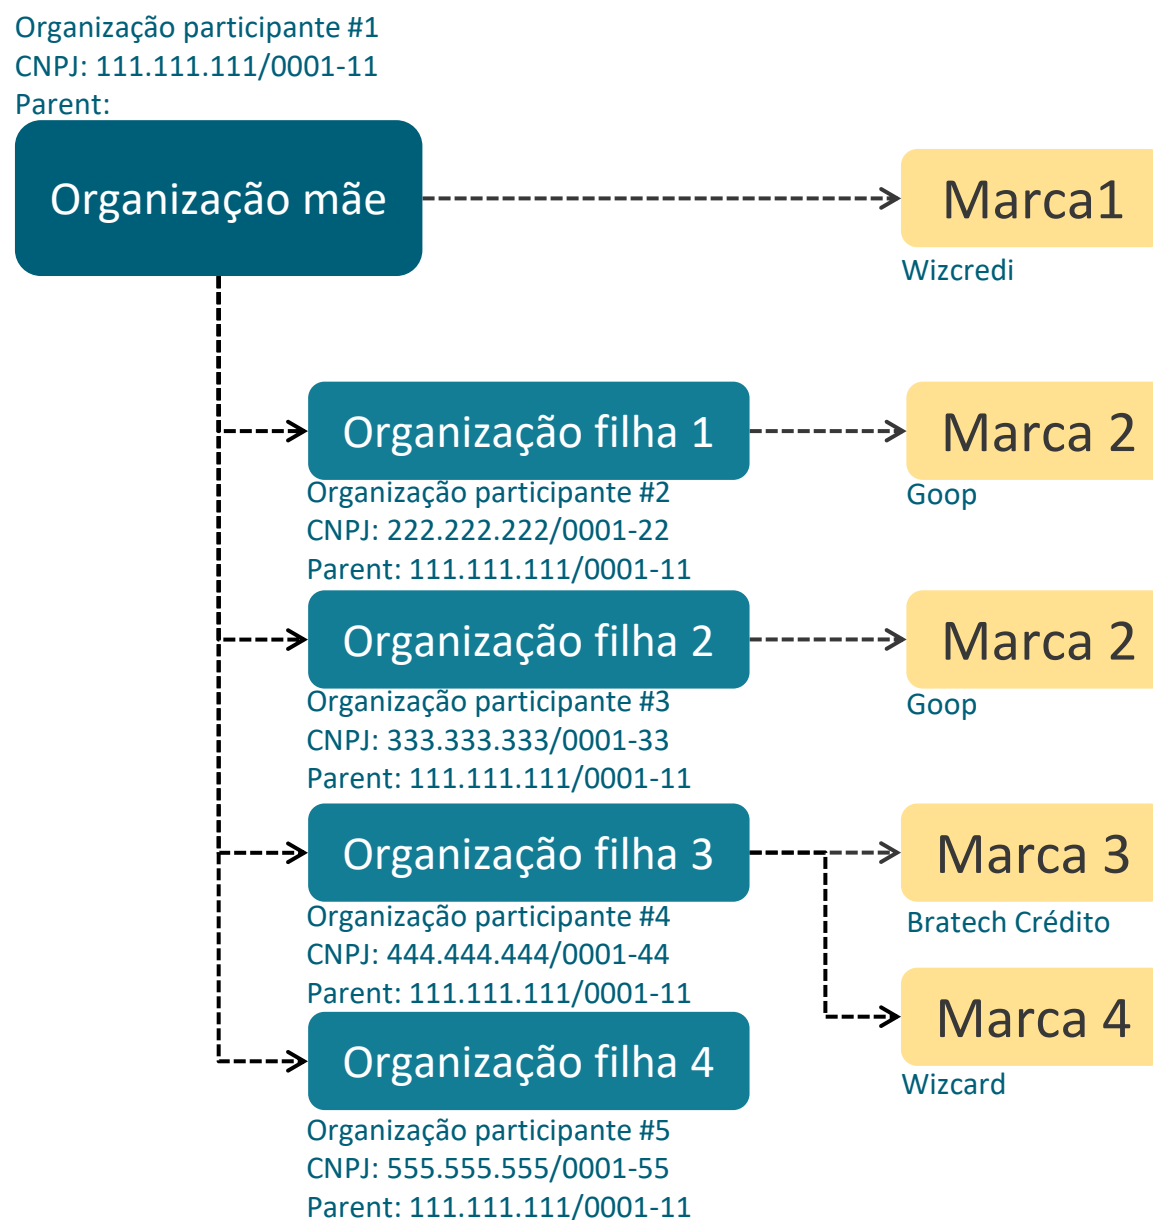 Organização participante #1
CNPJ: 111.111.111/0001-11
Parent:
Organização mãe
Marca1
Wizcredi
Organização filha 1
Marca 2
Organização participante #2
Goop
CNPJ: 222.222.222/0001-22
Parent: 111.111.111/0001-11
Organização filha 2
Marca 2
Organização participante #3
Goop
CNPJ: 333.333.333/0001-33
Parent: 111.111.111/0001-11
Organização filha 3
Marca 3
Organização participante #4
Bratech Crédito
CNPJ: 444.444.444/0001-44
Parent: 111.111.111/0001-11
Marca 4
Organização filha 4
Wizcard
Organização participante #5
CNPJ: 555.555.555/0001-55
Parent: 111.111.111/0001-11